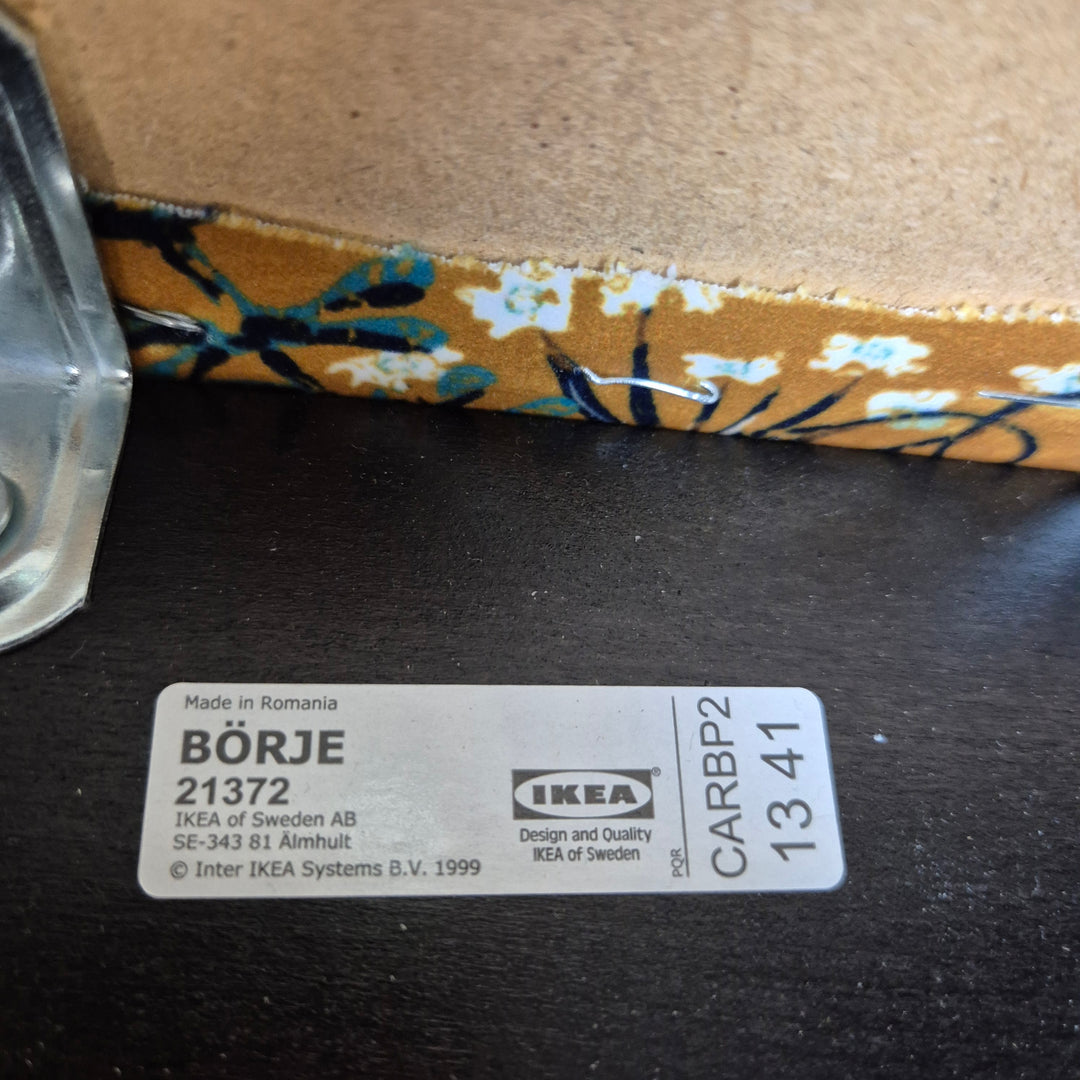 Made in Romania
BÖRJE
21372
IKEA of Sweden AB
SE-343 81 Älmhult
© Inter IKEA Systems B.V. 1999
IKEA®
Design and Quality
IKEA of Sweden
PQR
CARBP2
13 41